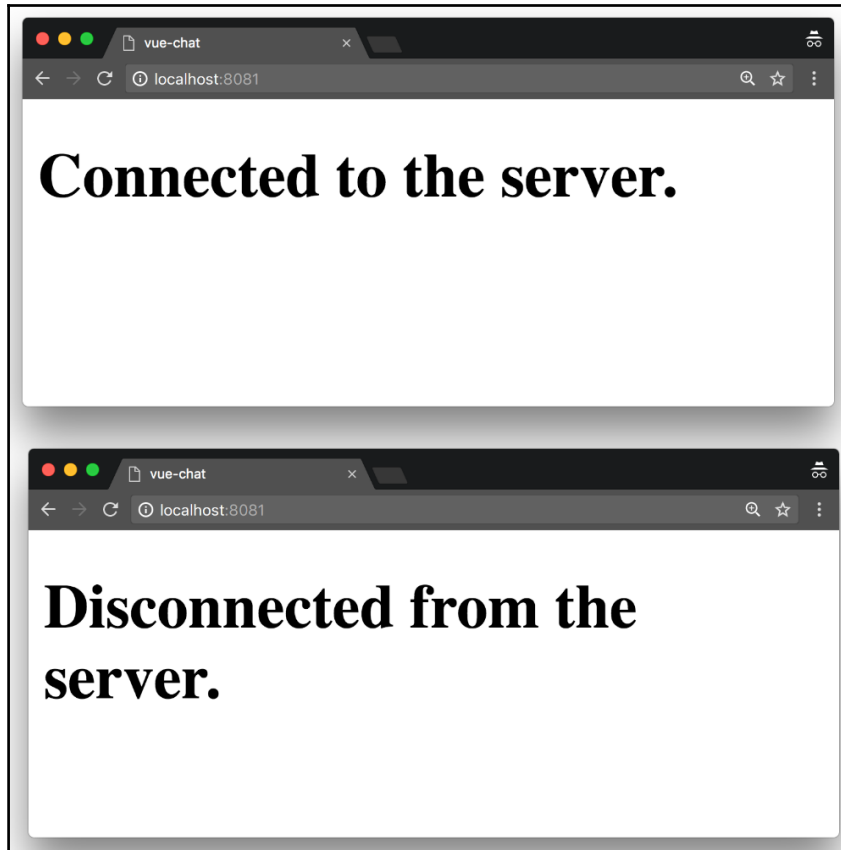 vue-chat
localhost:8081
Connected to the server.
vue-chat
localhost:8081
Disconnected from the
server.